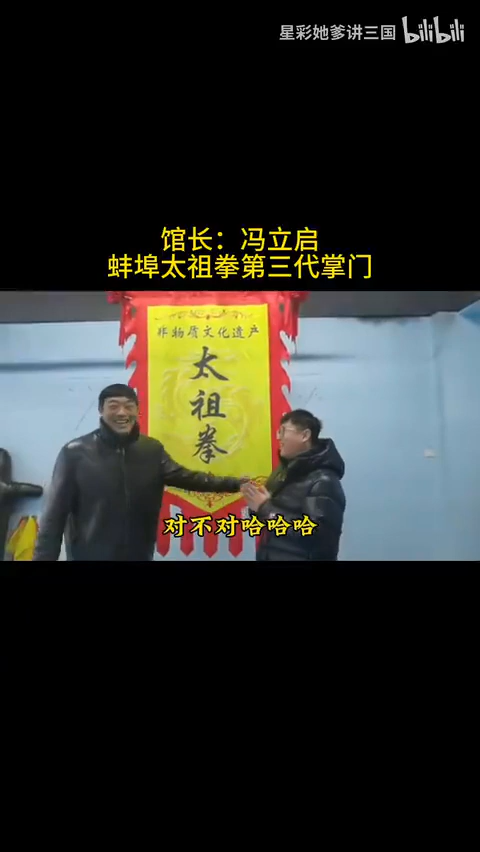 星彩她爹讲三国 bilibili
馆长：冯立启
蚌埠太祖拳第三代掌门
非物质文化遗产
太
祖
拳
对不对哈哈哈